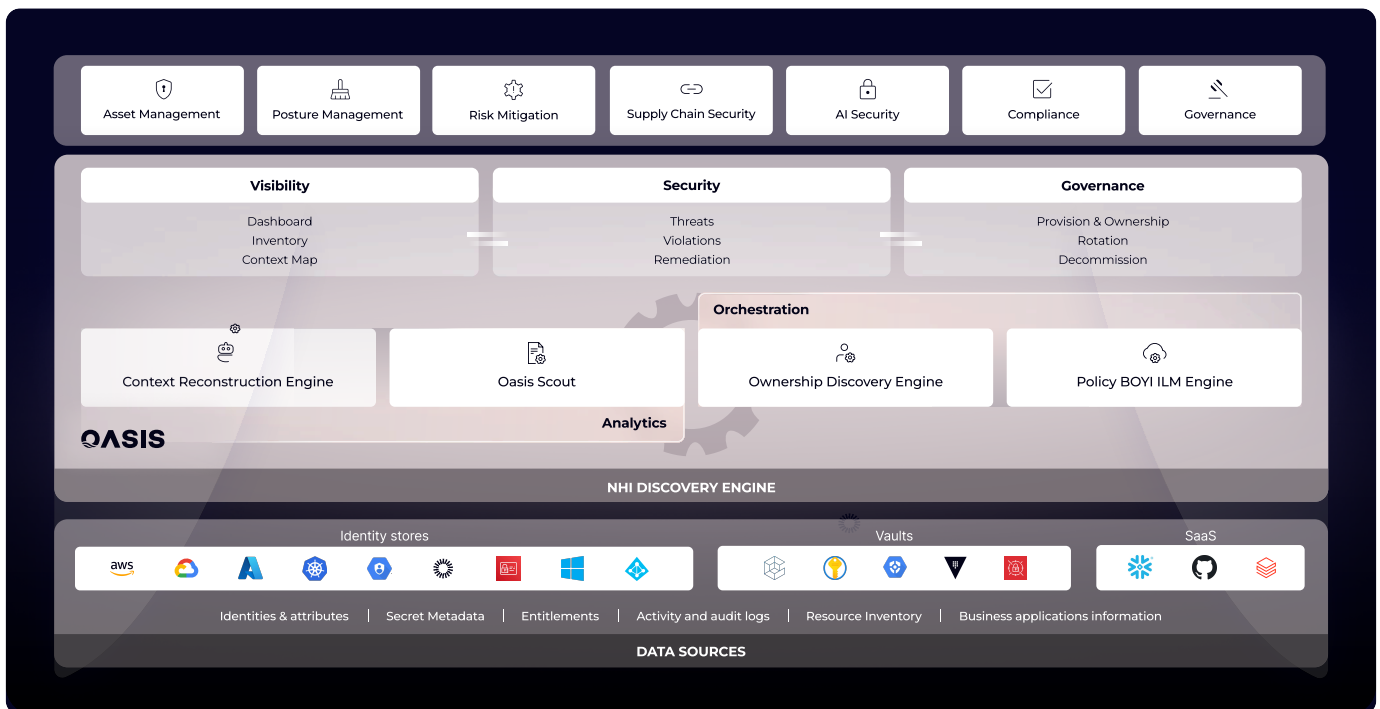 Asset Management
Posture Management
Risk Mitigation
Supply Chain Security
AI Security
Compliance
Governance
Visibility
Dashboard
Inventory
Context Map
Security
Threats
Violations
Remediation
Governance
Provision & Ownership
Rotation
Decommission
Orchestration
Context Reconstruction Engine
Oasis Scout
Ownership Discovery Engine
Policy BOYI ILM Engine
Analytics
OASIS
NHI DISCOVERY ENGINE
Identity stores
Vaults
SaaS
aws
Identities & attributes
Secret Metadata
Entitlements
Activity and audit logs
Resource Inventory
Business applications information
DATA SOURCES